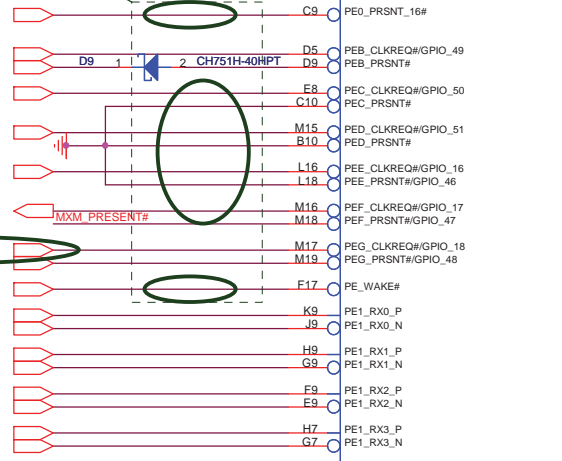 C9 PE0_PRSNT_16#
D5 PEB_CLKREQ#/GPIO_49
D9 1 2 CH751H-40HPT D9 PEB_PRSNT#
E8 PEC_CLKREQ#/GPIO_50
C10 PEC_PRSNT#
M15 PED_CLKREQ#/GPIO_51
B10 PED_PRSNT#
L16 PEE_CLKREQ#/GPIO_16
L18 PEE_PRSNT#/GPIO_46
M16 PEF_CLKREQ#/GPIO_17
MXM_PRESENT# M18 PEF_PRSNT#/GPIO_47
M17 PEG_CLKREQ#/GPIO_18
M19 PEG_PRSNT#/GPIO_48
F17 PE_WAKE#
K9 PE1_RX0_P
J9 PE1_RX0_N
H9 PE1_RX1_P
G9 PE1_RX1_N
F9 PE1_RX2_P
E9 PE1_RX2_N
H7 PE1_RX3_P
G7 PE1_RX3_N